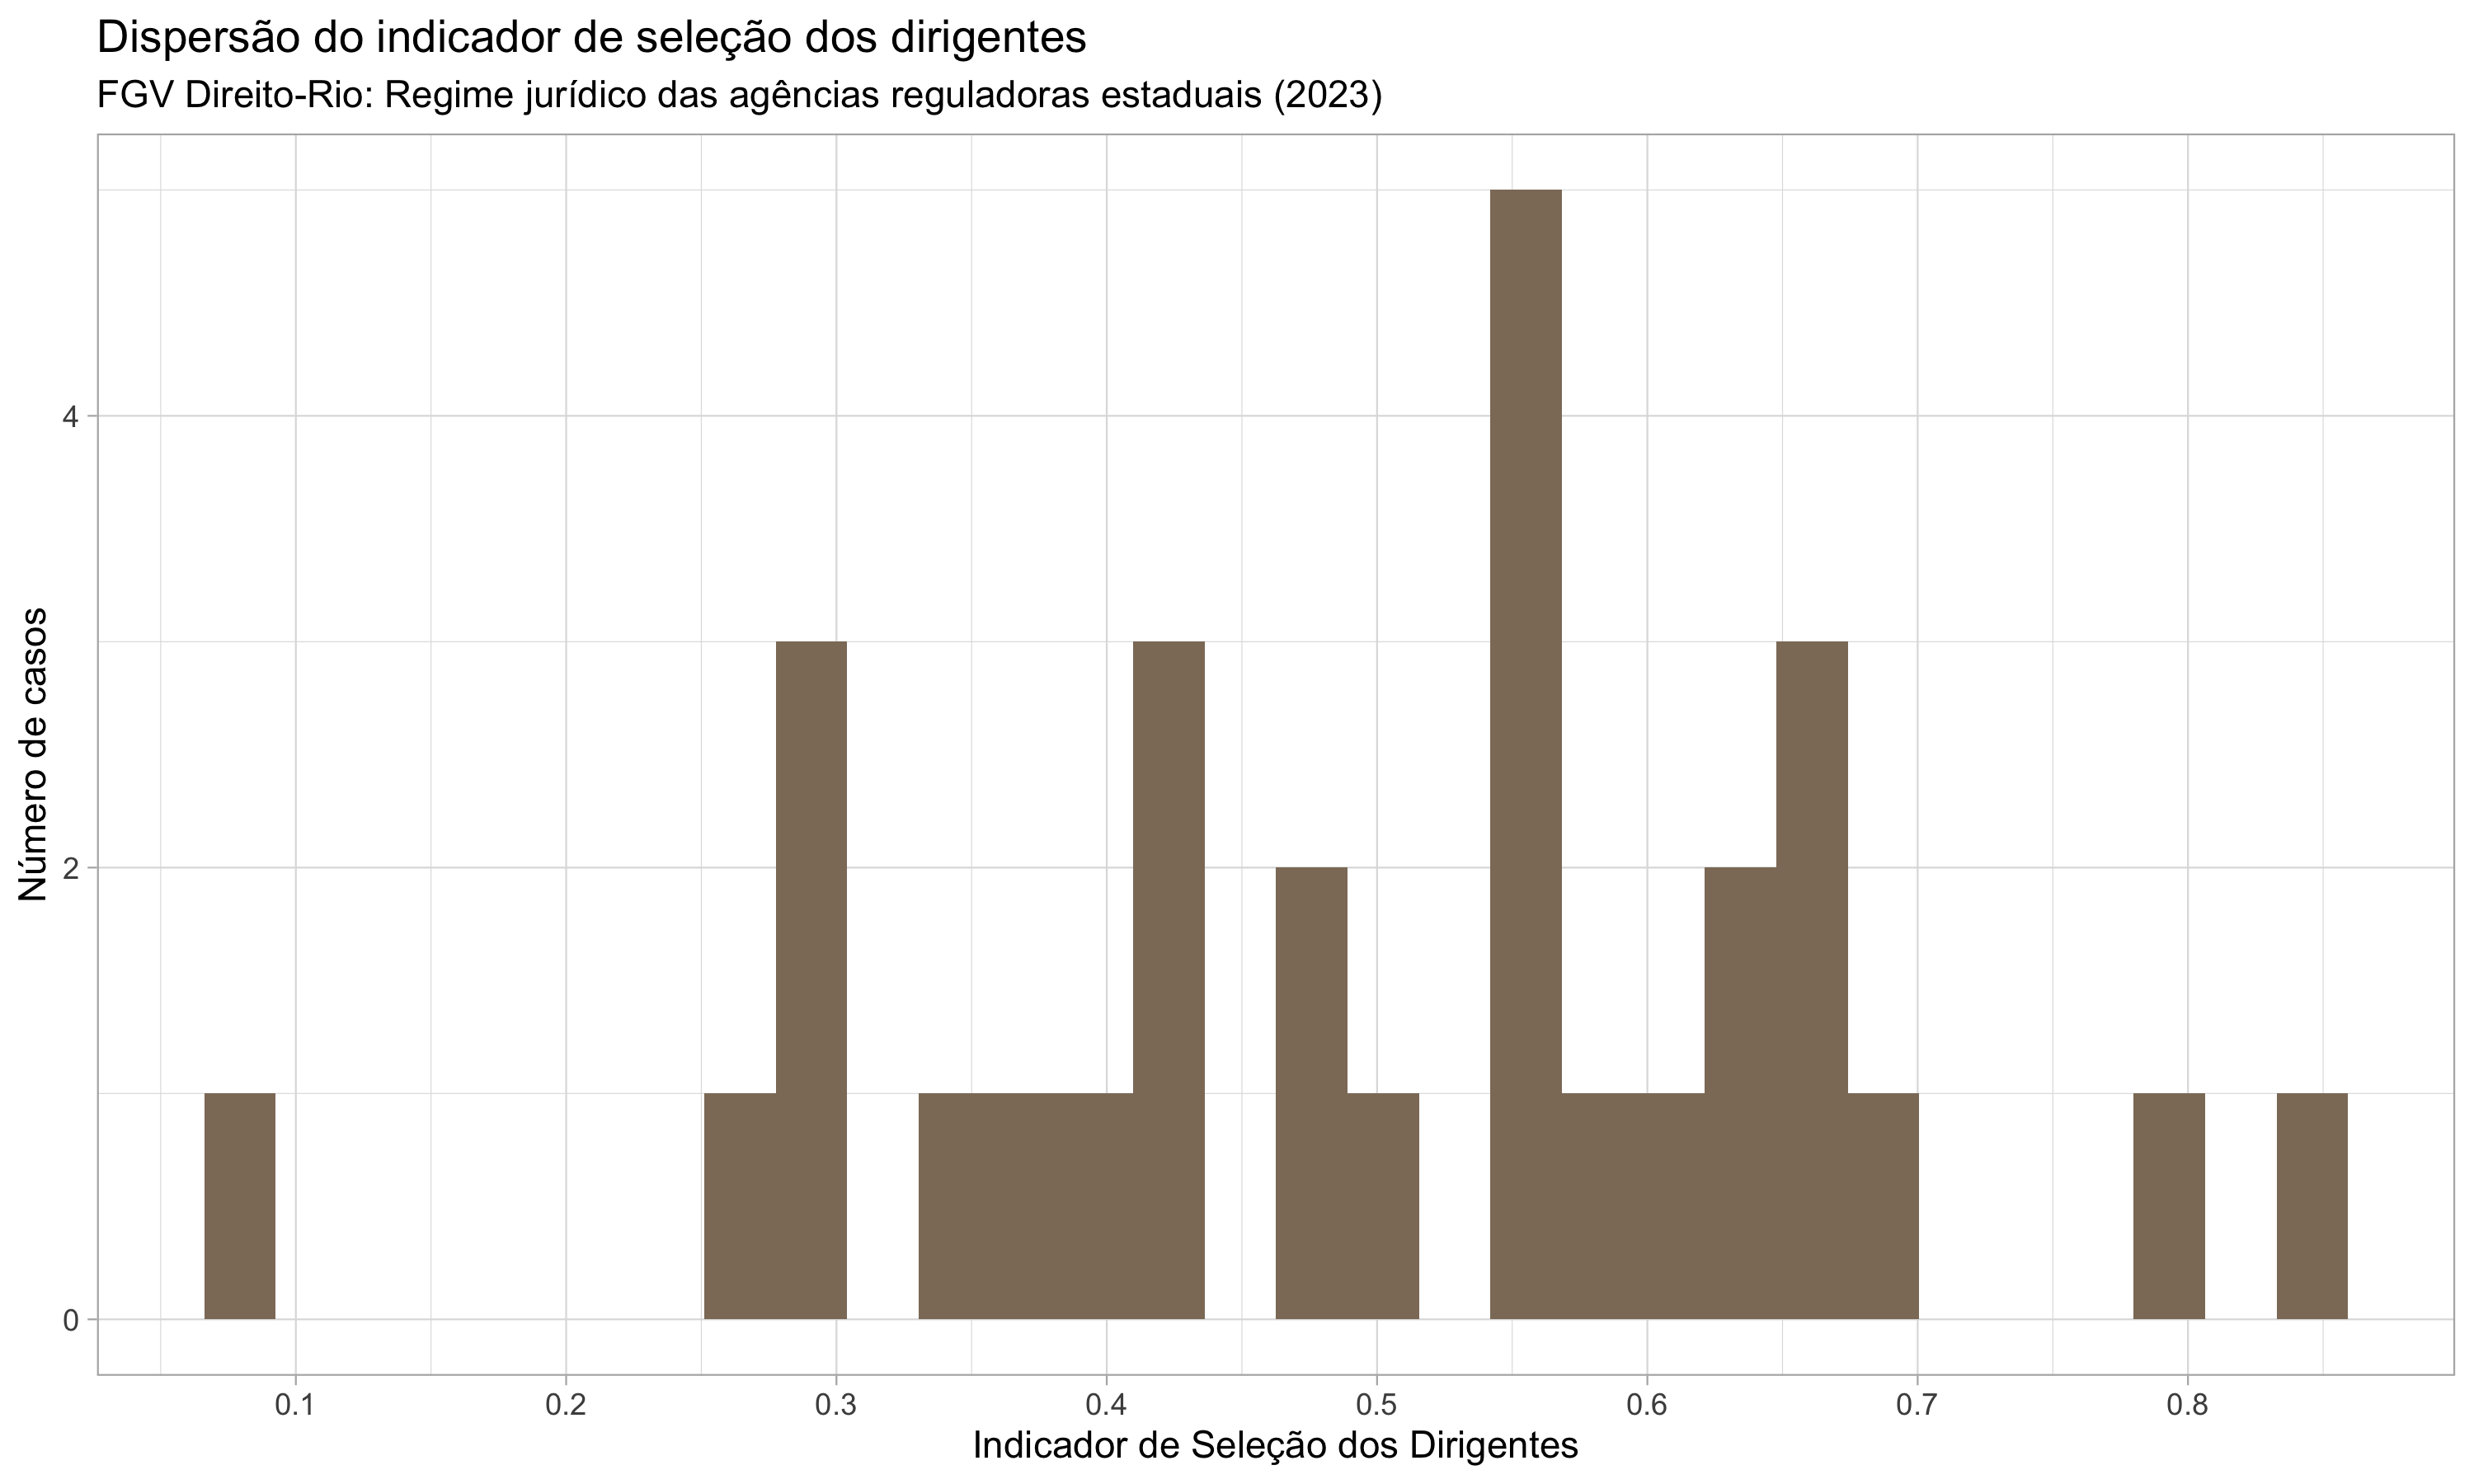 Dispersão do indicador de seleção dos dirigentes
FGV Direito-Rio: Regime jurídico das agências reguladoras estaduais (2023)
Número de casos
4
2
0
0.1 0.2 0.3 0.4 0.5 0.6 0.7 0.8
Indicador de Seleção dos Dirigentes